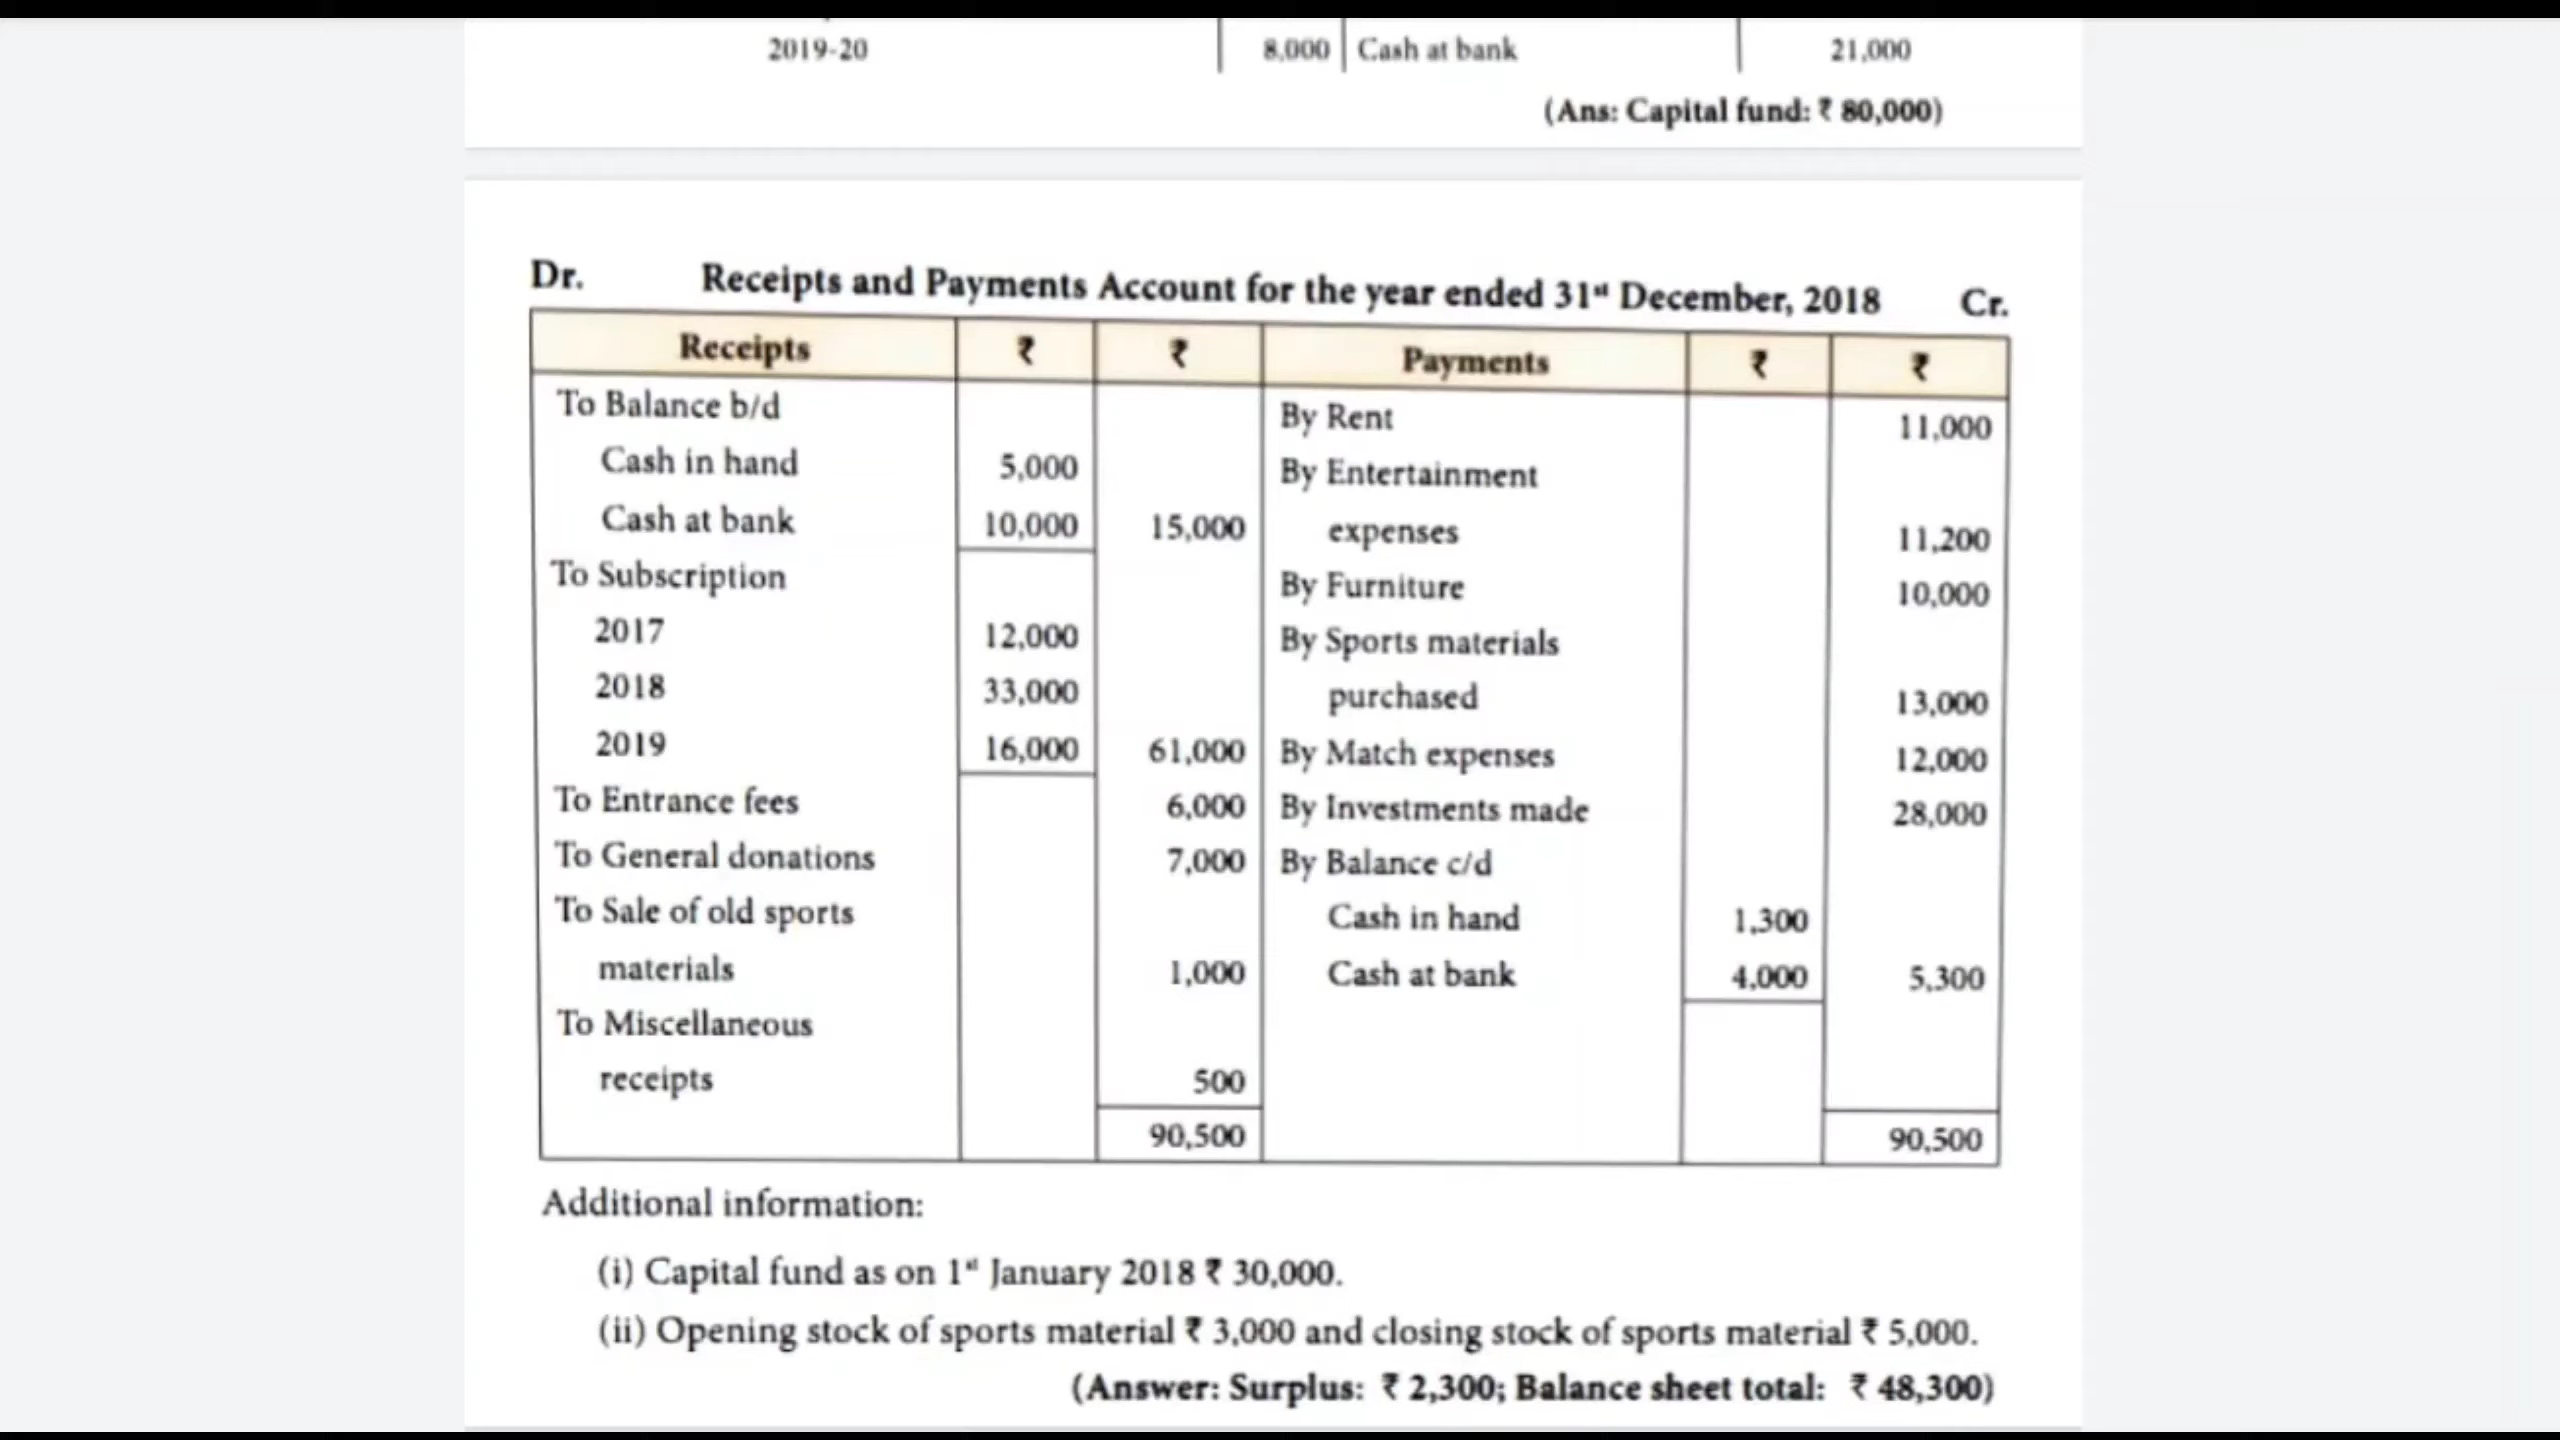 2019-20 8,000 Cash at bank 21,000
(Ans: Capital fund: ₹ 80,000)
Dr. Receipts and Payments Account for the year ended 31st December, 2018 Cr.
Receipts ₹ ₹ Payments ₹ ₹
To Balance b/d By Rent 11,000
Cash in hand 5,000 By Entertainment
Cash at bank 10,000 15,000 expenses 11,200
To Subscription By Furniture 10,000
2017 12,000 By Sports materials
2018 33,000 purchased 13,000
2019 16,000 61,000 By Match expenses 12,000
To Entrance fees 6,000 By Investments made 28,000
To General donations 7,000 By Balance c/d
To Sale of old sports Cash in hand 1,300
materials 1,000 Cash at bank 4,000 5,300
To Miscellaneous
receipts 500
90,500 90,500
Additional information:
(i) Capital fund as on 1st January 2018 ₹ 30,000.
(ii) Opening stock of sports material ₹ 3,000 and closing stock of sports material ₹ 5,000.
(Answer: Surplus: ₹ 2,300; Balance sheet total: ₹ 48,300)